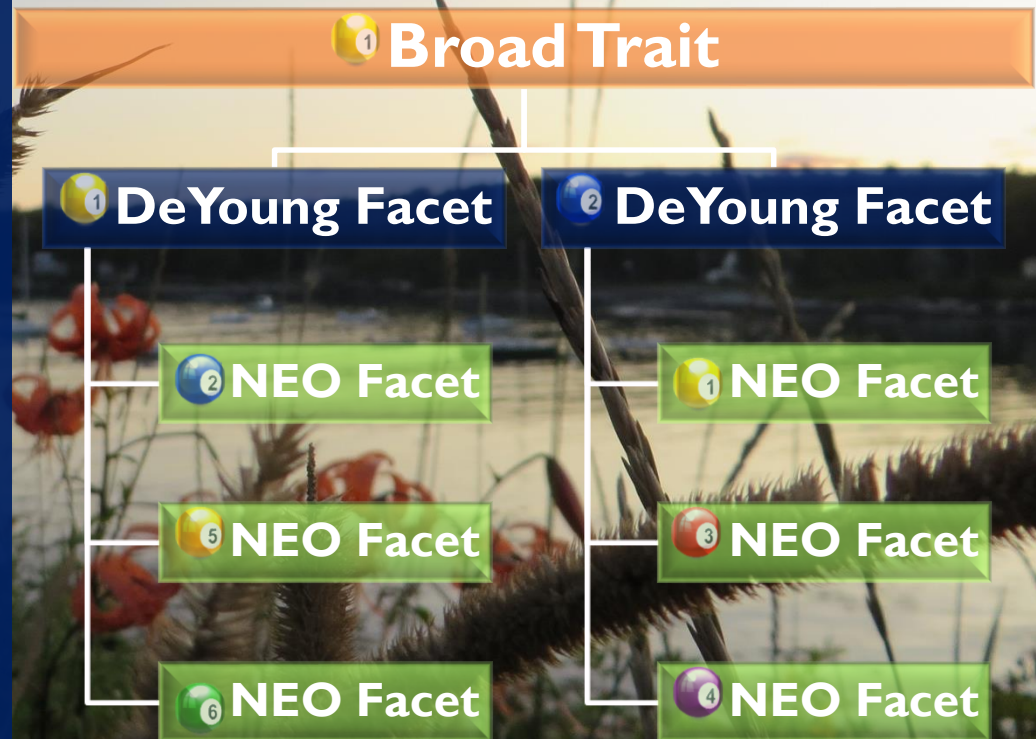 1 Broad Trait
1 DeYoung Facet
2 DeYoung Facet
2 NEO Facet
1 NEO Facet
5 NEO Facet
3 NEO Facet
6 NEO Facet
4 NEO Facet